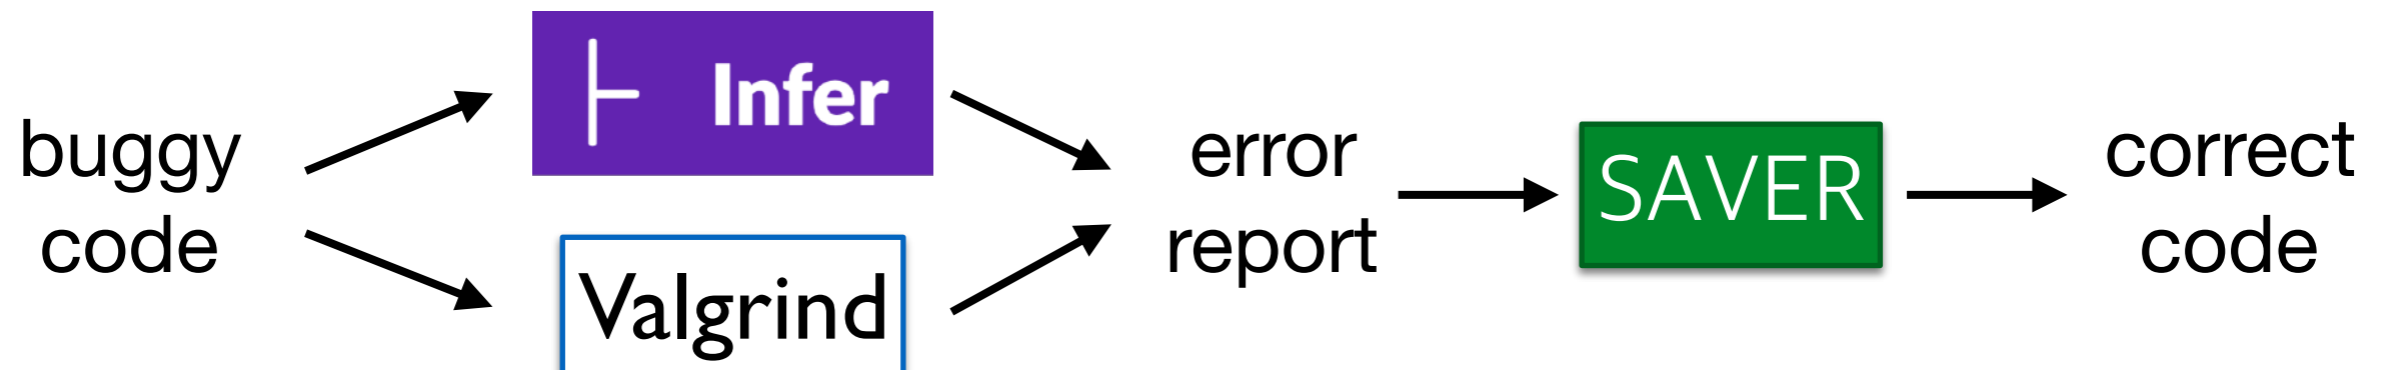 buggy
code
Infer
Valgrind
error
report
SAVER
correct
code